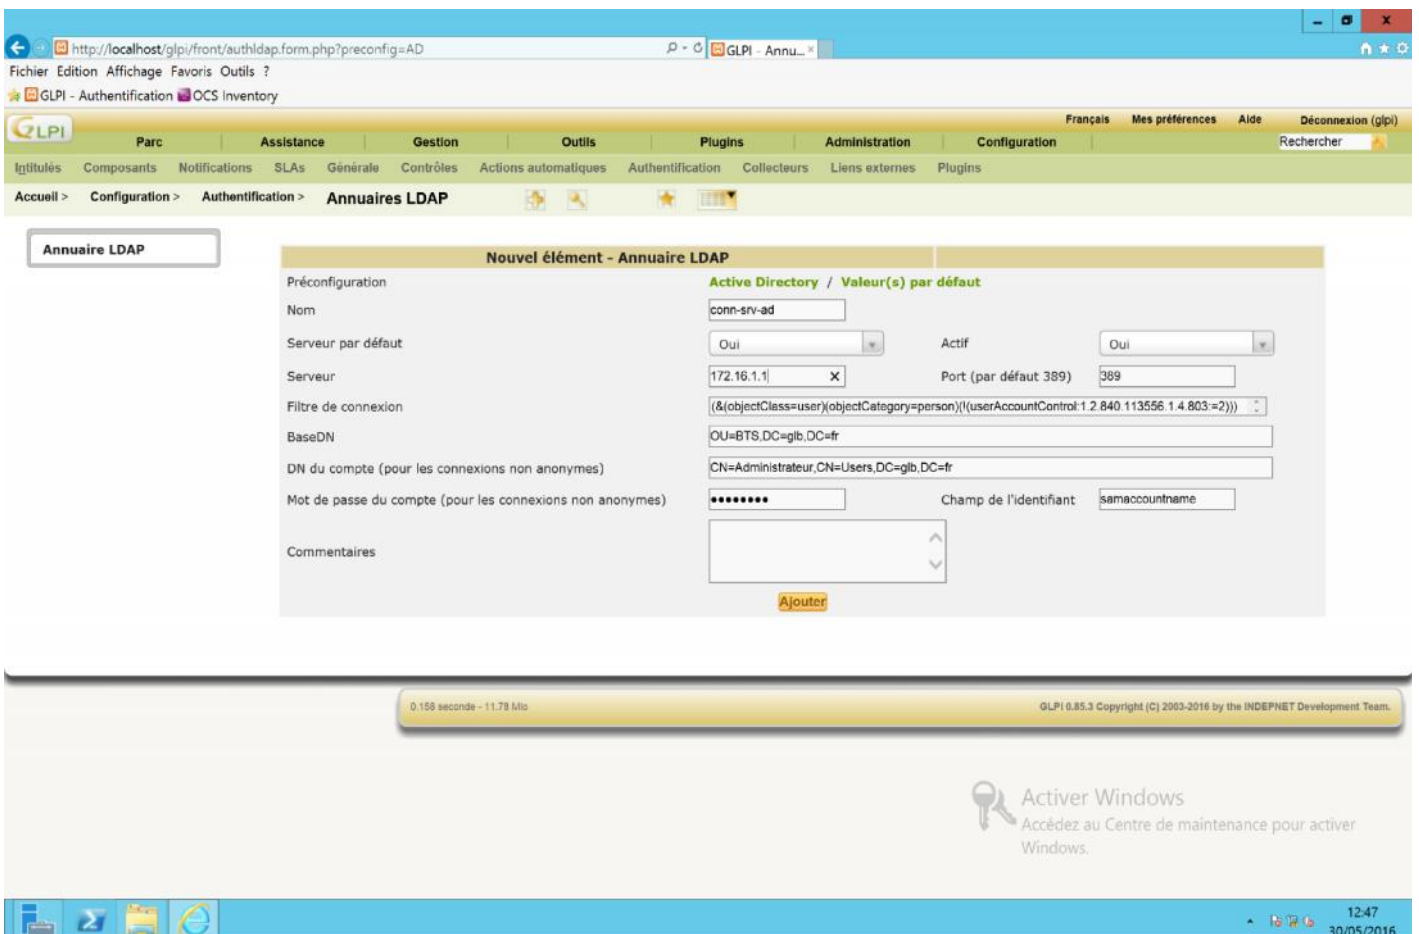 http://localhost/glpi/front/authldap.form.php?preconfig=AD GLPI - Annu...
Fichier Edition Affichage Favoris Outils ?
GLPI - Authentification OCS Inventory
GLPI Français Mes préférences Aide Déconnexion (glpi)
Parc Assistance Gestion Outils Plugins Administration Configuration Rechercher
Intitulés Composants Notifications SLAs Générale Contrôles Actions automatiques Authentification Collecteurs Liens externes Plugins
Accueil > Configuration > Authentification > Annuaires LDAP
Annuaire LDAP
Nouvel élément - Annuaire LDAP
Préconfiguration Active Directory / Valeur(s) par défaut
Nom conn-srv-ad
Serveur par défaut Oui Actif Oui
Serveur 172.16.1.1 Port (par défaut 389) 389
Filtre de connexion (&(objectClass=user)(objectCategory=person)(!(userAccountControl:1.2.840.113556.1.4.803:=2)))
BaseDN OU=BTS,DC=glb,DC=fr
DN du compte (pour les connexions non anonymes) CN=Administrateur,CN=Users,DC=glb,DC=fr
Mot de passe du compte (pour les connexions non anonymes) •••••••• Champ de l'identifiant samaccountname
Commentaires
Ajouter
0.158 seconde - 11.78 Mio GLPI 0.85.3 Copyright (C) 2003-2016 by the INDEPNET Development Team.
Activer Windows
Accédez au Centre de maintenance pour activer
Windows.
12:47
30/05/2016